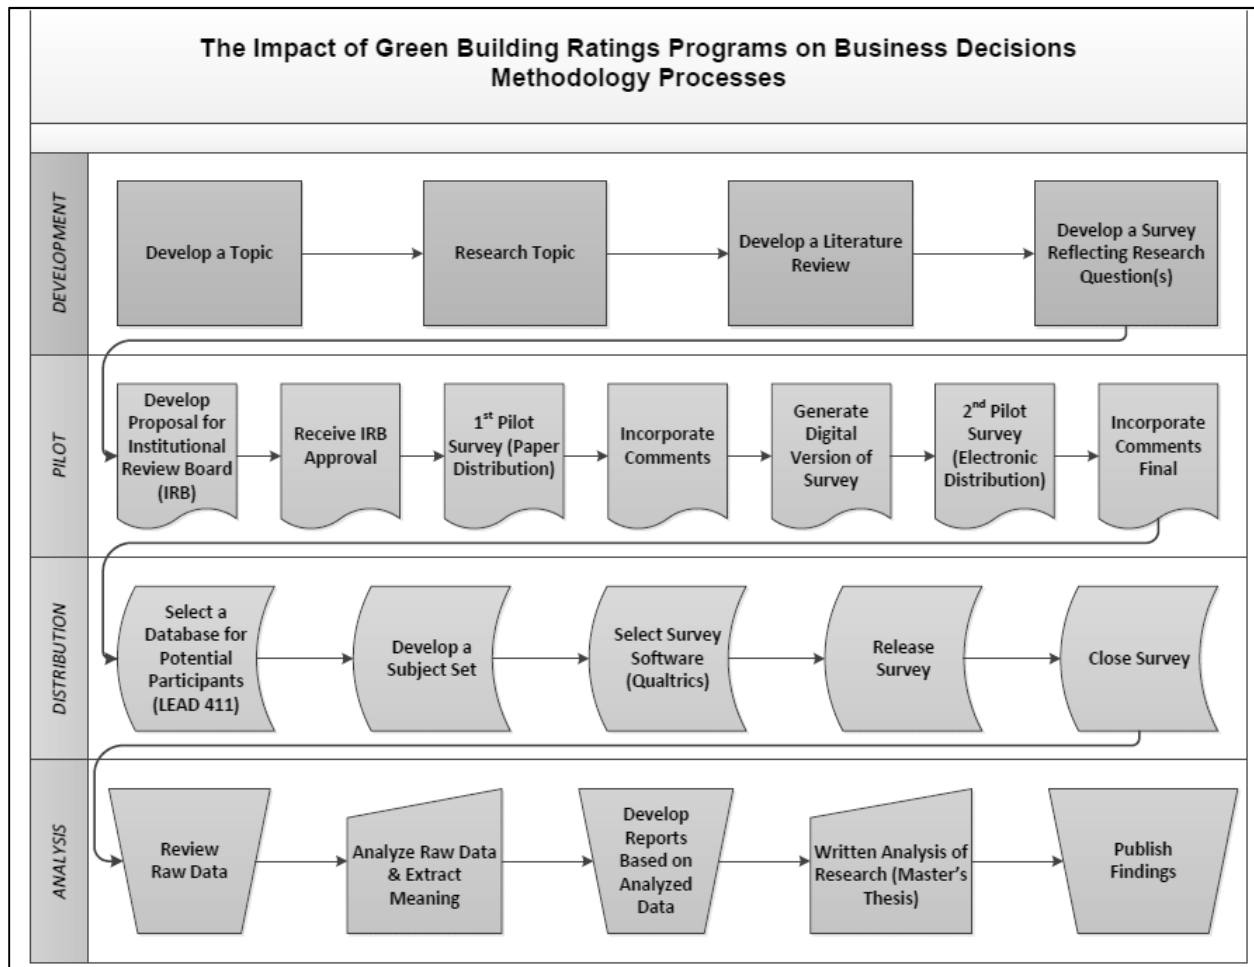 The Impact of Green Building Ratings Programs on Business Decisions
Methodology Processes
DEVELOPMENT
Develop a Topic
Research Topic
Develop a Literature
Review
Develop a Survey
Reflecting Research
Question(s)
PILOT
Develop
Proposal for
Institutional
Review Board
(IRB)
Receive IRB
Approval
1st Pilot
Survey (Paper
Distribution)
Incorporate
Comments
Generate
Digital
Version of
Survey
2nd Pilot
Survey
(Electronic
Distribution)
Incorporate
Comments
Final
DISTRIBUTION
Select a
Database for
Potential
Participants
(LEAD 411)
Develop a
Subject Set
Select Survey
Software
(Qualtrics)
Release
Survey
Close Survey
ANALYSIS
Review
Raw Data
Analyze Raw Data
& Extract
Meaning
Develop
Reports
Based on
Analyzed
Data
Written Analysis of
Research (Master's
Thesis)
Publish
Findings